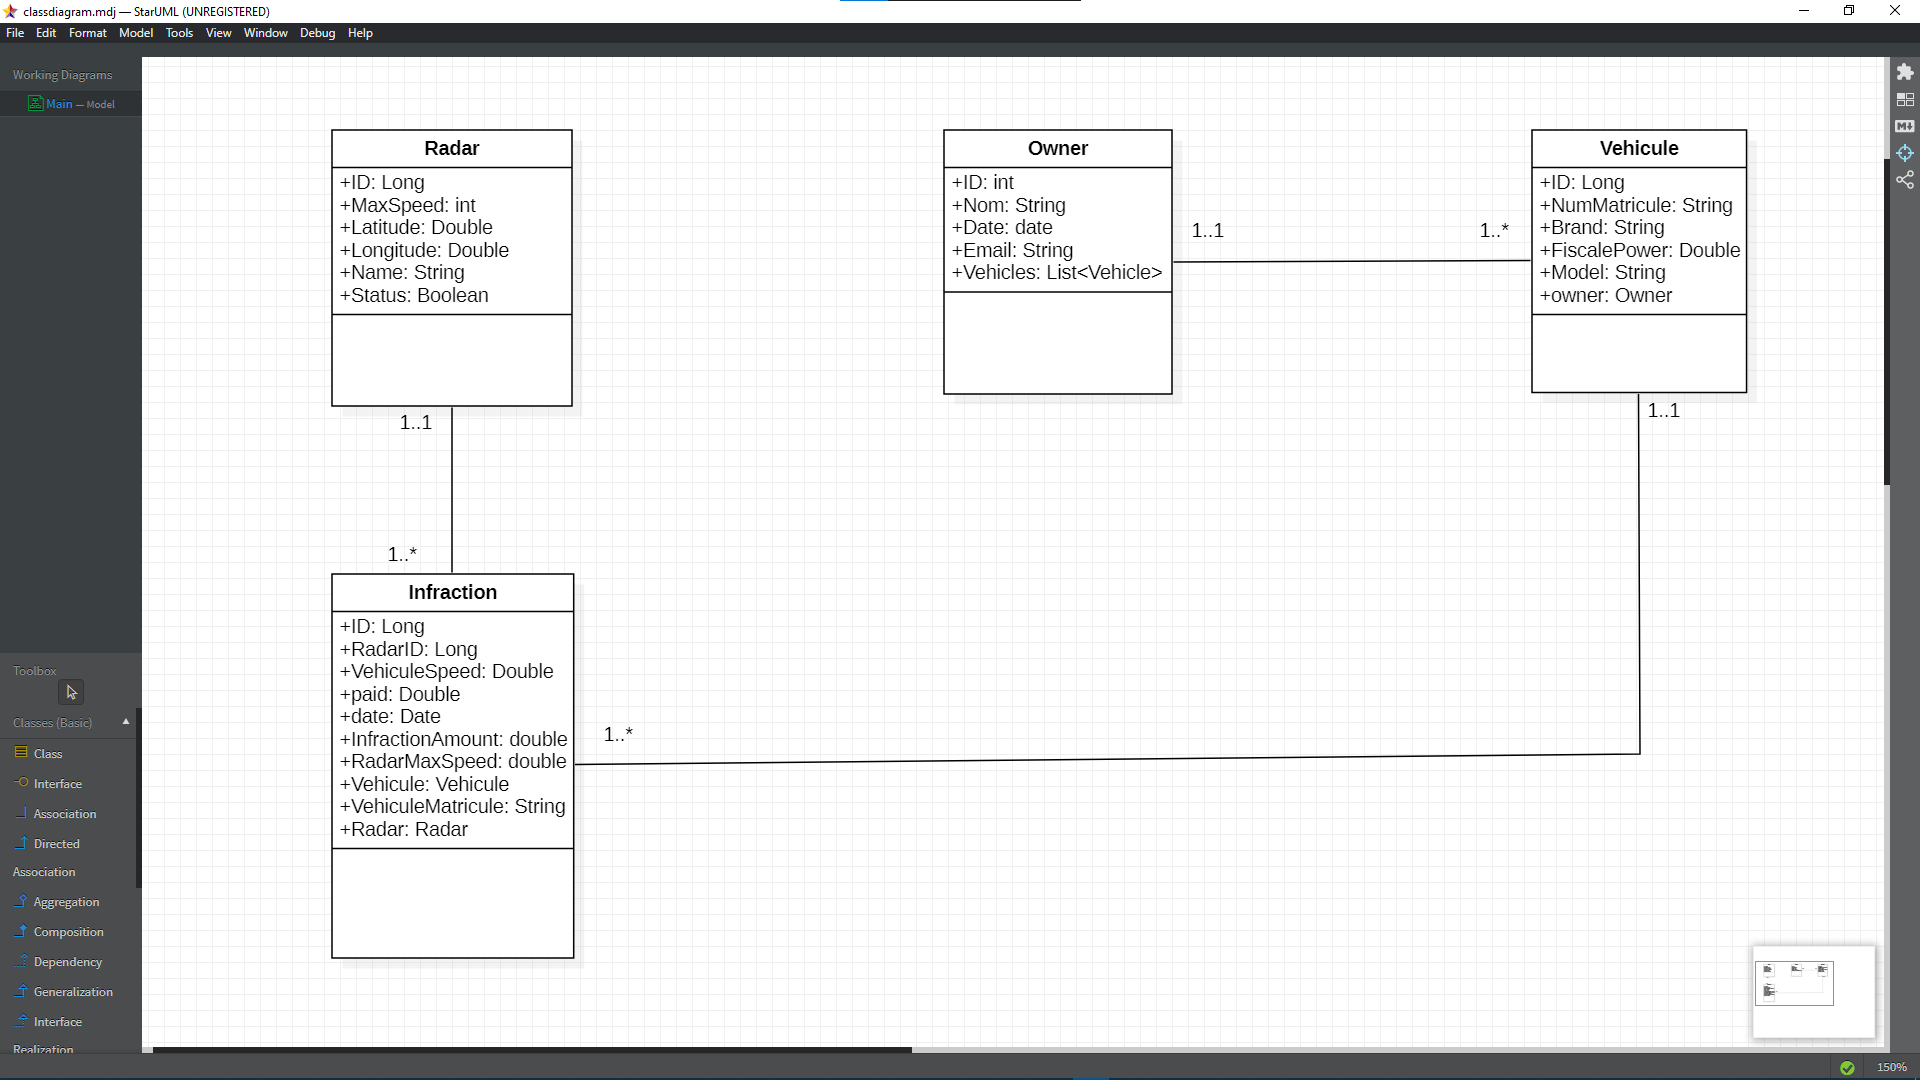 classdiagram.mdj — StarUML (UNREGISTERED)
File Edit Format Model Tools View Window Debug Help
Working Diagrams
Main — Model
Toolbox
Classes (Basic)
Class
Interface
Association
Directed
Association
Aggregation
Composition
Dependency
Generalization
Interface
Realization
Radar
+ID: Long
+MaxSpeed: int
+Latitude: Double
+Longitude: Double
+Name: String
+Status: Boolean
1..1
1..*
Infraction
+ID: Long
+RadarID: Long
+VehiculeSpeed: Double
+paid: Double
+date: Date
+InfractionAmount: double
+RadarMaxSpeed: double
+Vehicule: Vehicule
+VehiculeMatricule: String
+Radar: Radar
1..*
Owner
+ID: int
+Nom: String
+Date: date
+Email: String
+Vehicles: List<Vehicle>
1..1
1..*
Vehicule
+ID: Long
+NumMatricule: String
+Brand: String
+FiscalePower: Double
+Model: String
+owner: Owner
1..1
M
150%